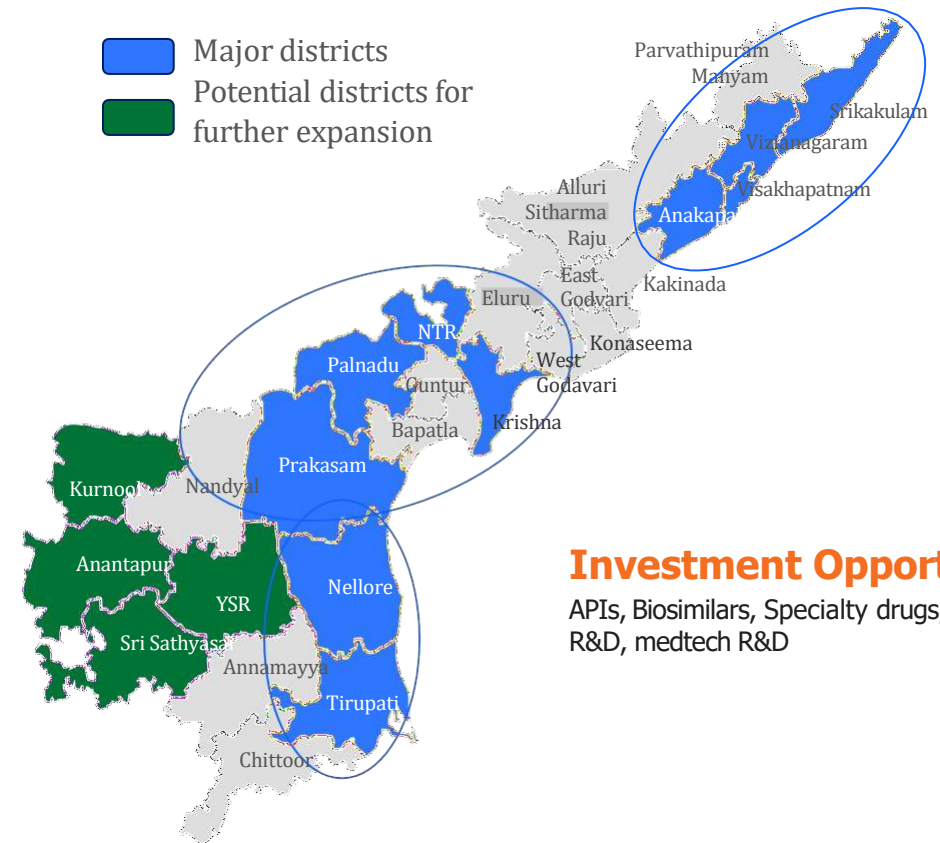 Major districts
Potential districts for
further expansion
Parvathipuram
Manyam
Srikakulam
Vizianagaram
Visakhapatnam
Anakapal
Alluri
Sitharma
Raju
East
Godvari
Kakinada
Eluru
Konaseema
West
Godavari
NTR
Palnadu
Guntur
Krishna
Bapatla
Prakasam
Nandyal
Kurnool
Anantapur
YSR
Nellore
Sri Sathyasai
Annamayya
Tirupati
Chittoor
Investment Opport
APIs, Biosimilars, Specialty drugs,
R&D, medtech R&D